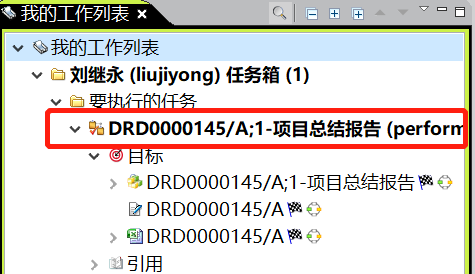 我的工作列表
我的工作列表
刘继永 (liujiyong) 任务箱 (1)
要执行的任务
DRD0000145/A;1-项目总结报告 (perform
目标
DRD0000145/A;1-项目总结报告
DRD0000145/A
DRD0000145/A
引用